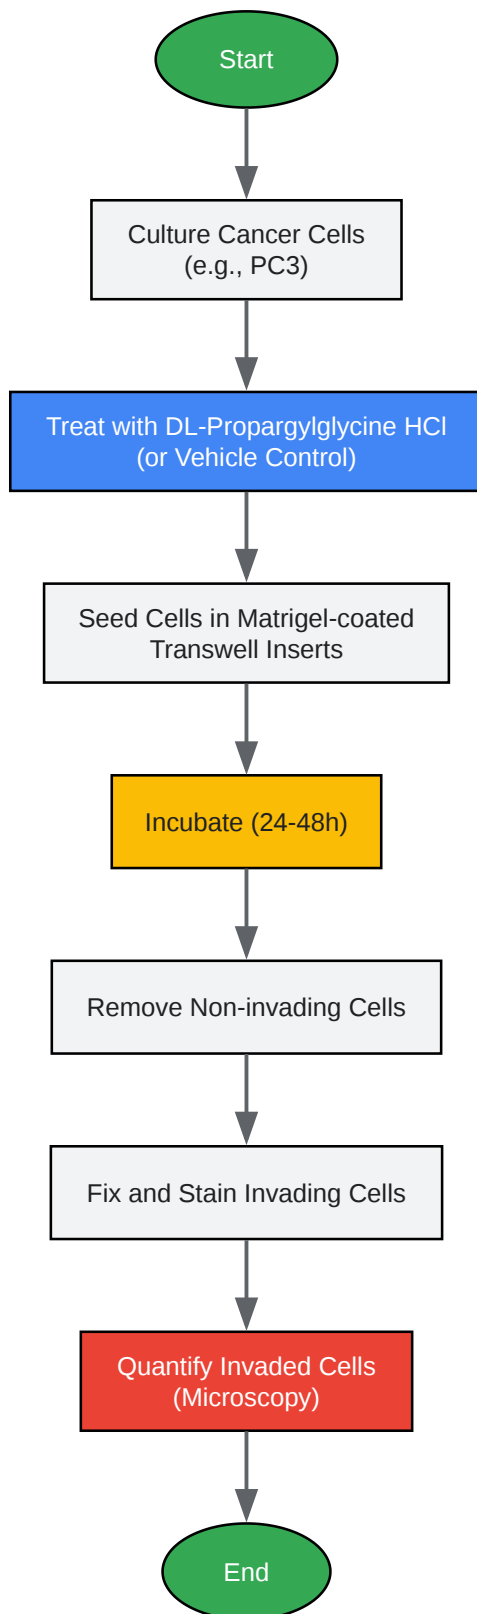 Start
Culture Cancer Cells
(e.g., PC3)
Treat with DL-Propargylglycine HCl
(or Vehicle Control)
Seed Cells in Matrigel-coated
Transwell Inserts
Incubate (24-48h)
Remove Non-invading Cells
Fix and Stain Invading Cells
Quantify Invaded Cells
(Microscopy)
End